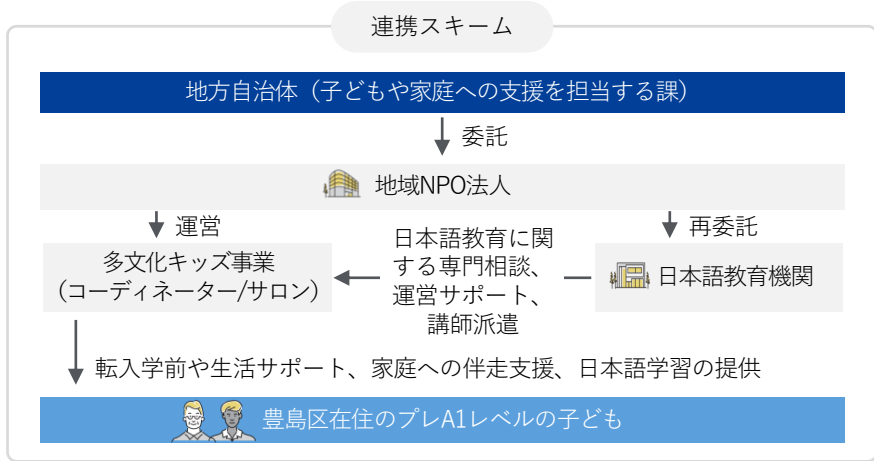 連携スキーム
地方自治体（子どもや家庭への支援を担当する課）
委託
地域NPO法人
運営
再委託
多文化キッズ事業
（コーディネーター/サロン）
日本語教育に関
する専門相談、
運営サポート、
講師派遣
日本語教育機関
転入学前や生活サポート、家庭への伴走支援、日本語学習の提供
豊島区在住のプレA1レベルの子ども